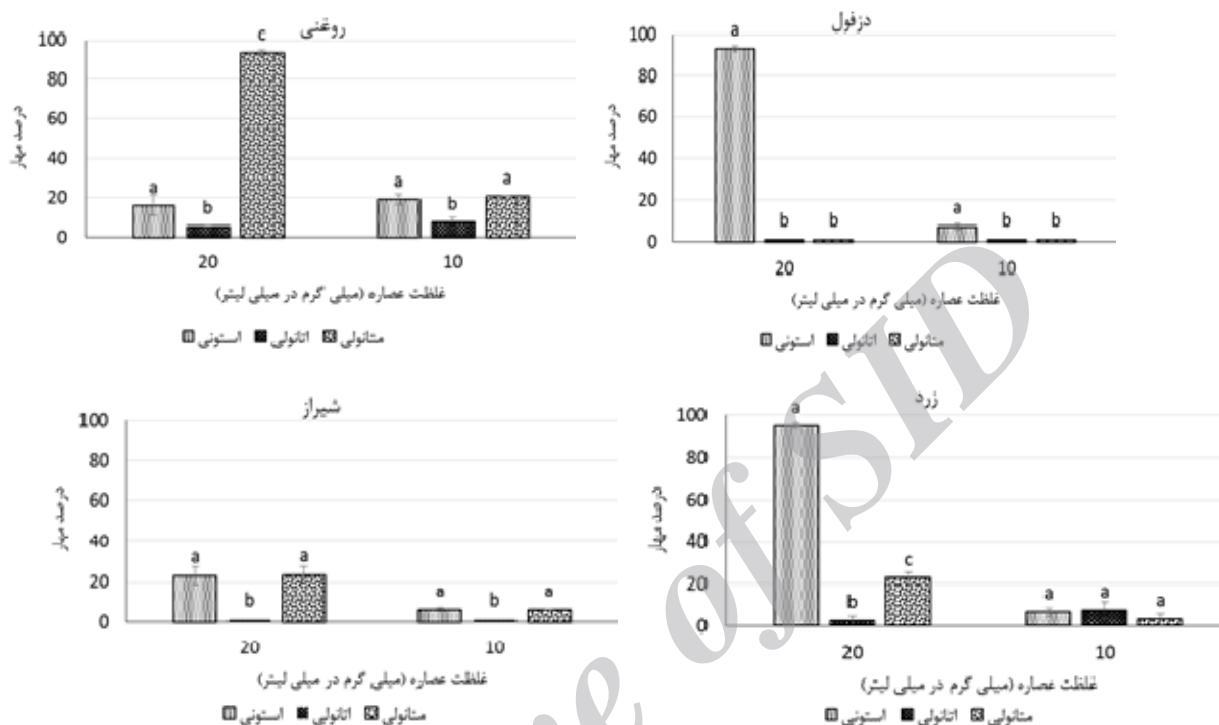 روغنی
c
100
80
60
40
20
0
درصد مهار
a
b
a
b
a
20
10
غلظت عصاره (میلی گرم در میلی لیتر)
استونی اتانولی متانولی
دزفول
a
100
80
60
40
20
0
درصد مهار
b
b
a
b
b
20
10
غلظت عصاره (میلی گرم در میلی لیتر)
استونی اتانولی متانولی
شیراز
100
80
60
40
20
0
درصد مهار
a
b
a
a
b
a
20
10
غلظت عصاره (میلی گرم در میلی لیتر)
استونی اتانولی متانولی
زرد
a
100
80
60
40
20
0
درصد مهار
b
c
a
a
a
20
10
غلظت عصاره (میلی گرم در میلی لیتر)
استونی اتانولی متانولی
of SID